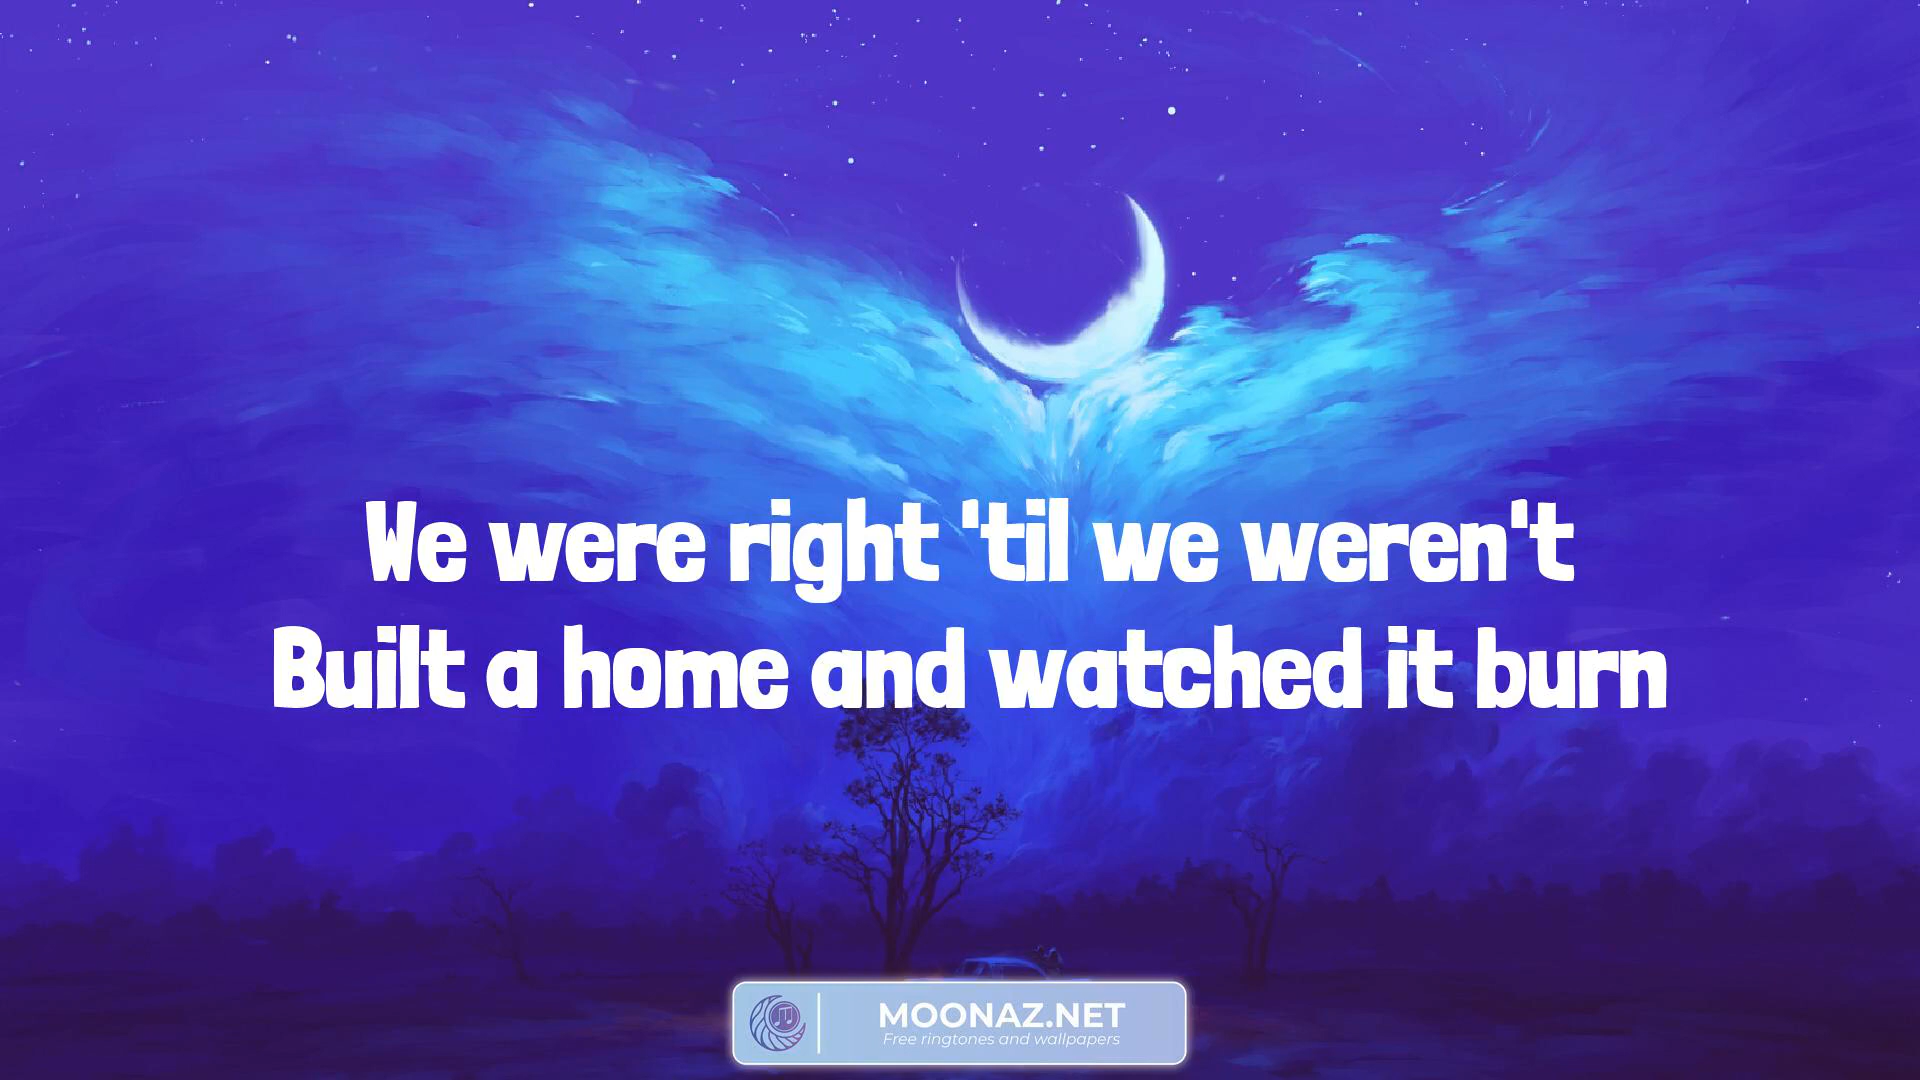 We were right 'til we weren't
Built a home and watched it burn
MOONAZ.NET
Free ringtones and wallpapers